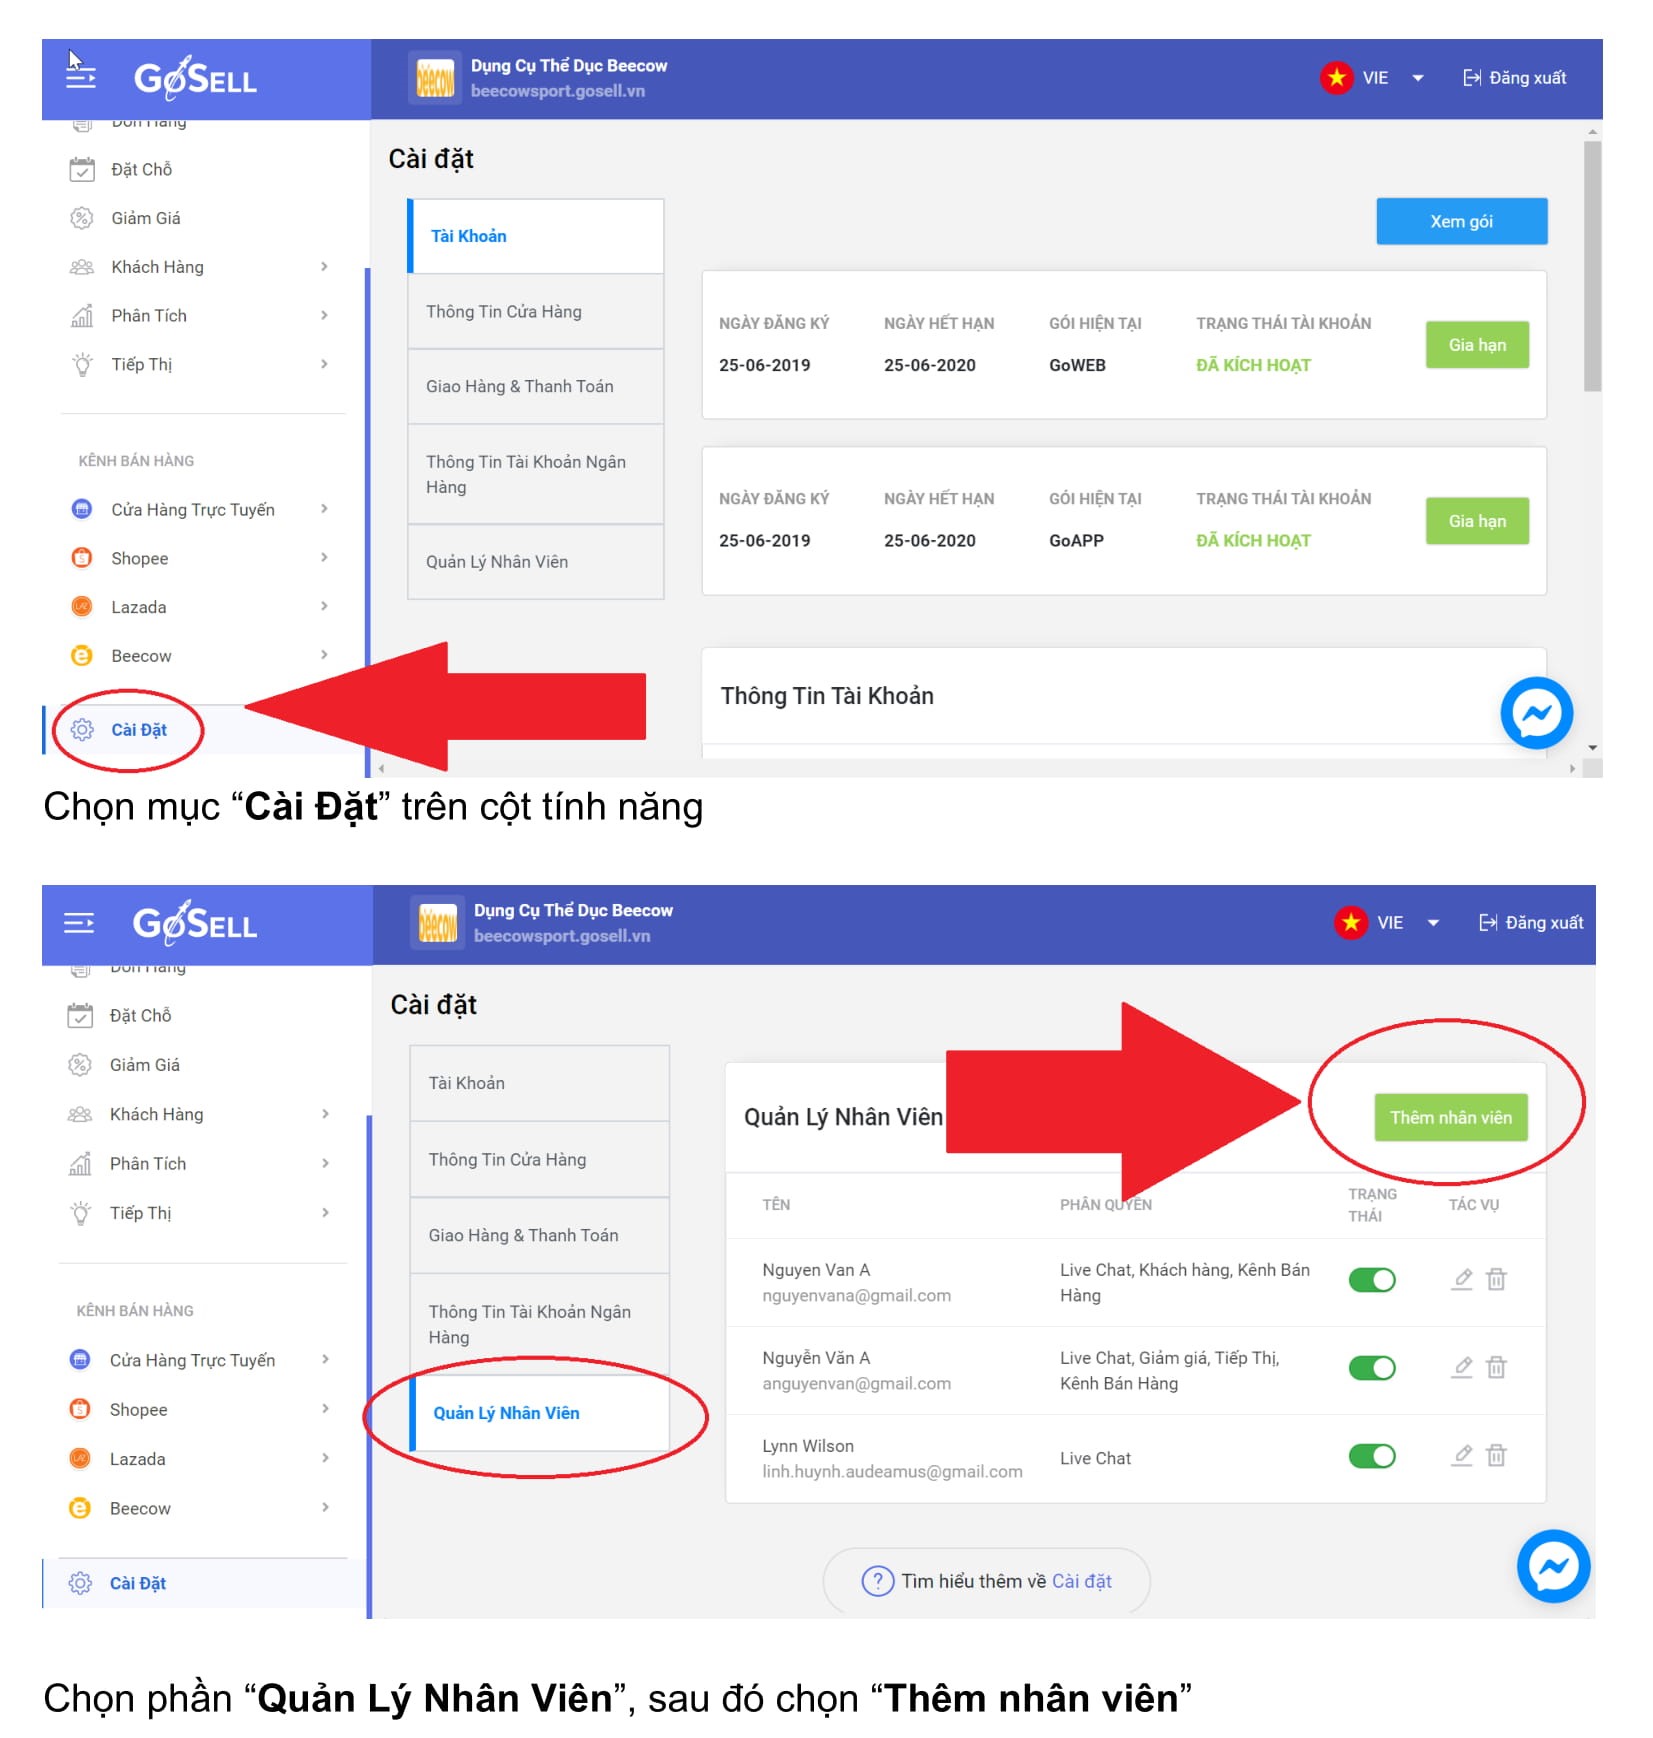 GoSELL
Dụng Cụ Thể Dục Beecow
beecowsport.gosell.vn
VIE
Đăng xuất
Đặt Chỗ
Giảm Giá
Khách Hàng
Phân Tích
Tiếp Thị
KÊNH BÁN HÀNG
Cửa Hàng Trực Tuyến
Shopee
Lazada
Beecow
Cài Đặt
Cài đặt
Tài Khoản
Thông Tin Cửa Hàng
Giao Hàng & Thanh Toán
Thông Tin Tài Khoản Ngân
Hàng
Quản Lý Nhân Viên
Xem gói
NGÀY ĐĂNG KÝ NGÀY HẾT HẠN GÓI HIỆN TẠI TRẠNG THÁI TÀI KHOẢN
25-06-2019 25-06-2020 GoWEB ĐÃ KÍCH HOẠT
Gia hạn
NGÀY ĐĂNG KÝ NGÀY HẾT HẠN GÓI HIỆN TẠI TRẠNG THÁI TÀI KHOẢN
25-06-2019 25-06-2020 GoAPP ĐÃ KÍCH HOẠT
Gia hạn
Thông Tin Tài Khoản
Chọn mục “Cài Đặt” trên cột tính năng
GoSELL
beecow
Dụng Cụ Thể Dục Beecow
beecowsport.gosell.vn
VIE
Đăng xuất
Đặt Chỗ
Giảm Giá
Khách Hàng
Phân Tích
Tiếp Thị
KÊNH BÁN HÀNG
Cửa Hàng Trực Tuyến
Shopee
Lazada
Beecow
Cài Đặt
Cài đặt
Tài Khoản
Thông Tin Cửa Hàng
Giao Hàng & Thanh Toán
Thông Tin Tài Khoản Ngân
Hàng
Quản Lý Nhân Viên
Quản Lý Nhân Viên
Thêm nhân viên
TÊN PHÂN QUYỀN TRẠNG THÁI TÁC VỤ
Nguyen Van A
nguyenvana@gmail.com
Live Chat, Khách hàng, Kênh Bán
Hàng
Nguyễn Văn A
anguyenvan@gmail.com
Live Chat, Giảm giá, Tiếp Thị,
Kênh Bán Hàng
Lynn Wilson
linh.huynh.audeamus@gmail.com
Live Chat
Tìm hiểu thêm về Cài đặt
Chọn phần “Quản Lý Nhân Viên”, sau đó chọn “Thêm nhân viên”